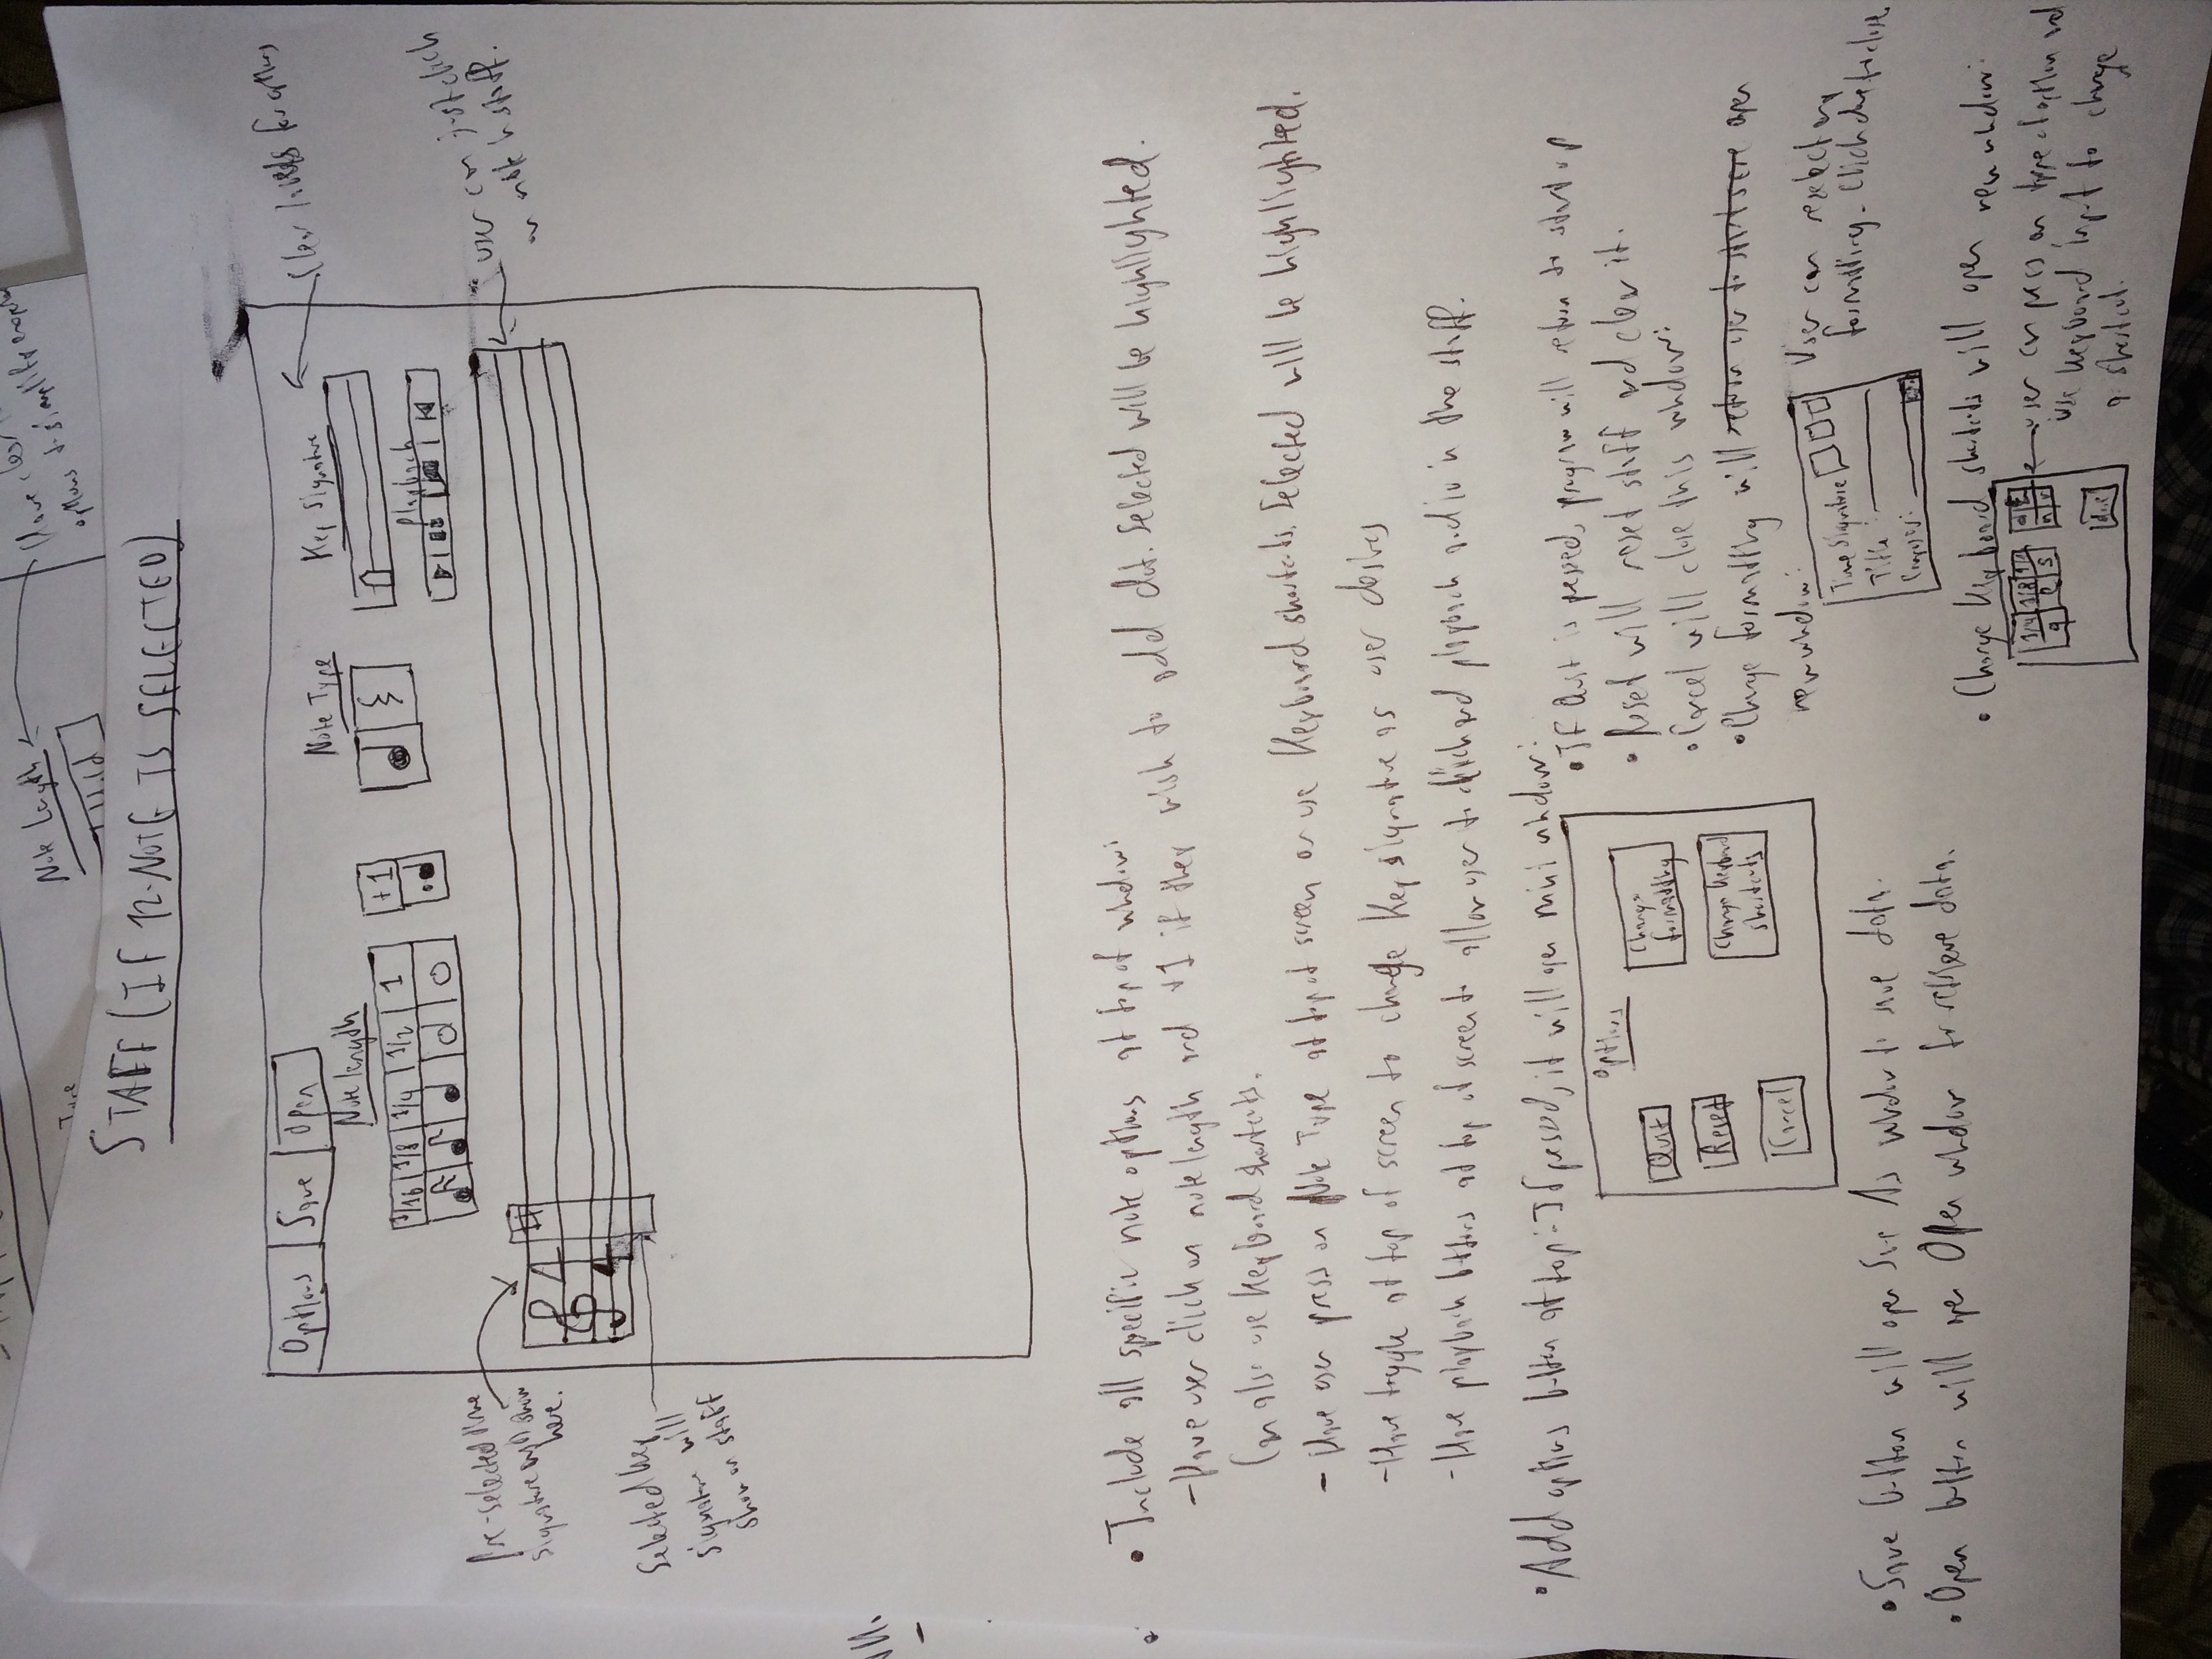 Note Length
options to simplify
Type
STAFF (IF 12-NOTE IS SELECTED)
Options Save Open
Note length
1/16 1/8 1/4 1/2 1
+1
Note Type
Key Signature
Playback
Clear labels for options
Pre-selected time
signature will show
here.
4
4
#
user can just click
on note in staff.
Selected Key
signature will
show on staff
• Include all specific note options at top of window:
- Have user click on note length and +1 if they wish to add dot. Selected will be highlighted.
Can also use Keyboard shortcuts.
- Have user press on Note Type at top of screen or use Keyboard shortcuts. Selected will be highlighted.
- Have toggle at top of screen to change Key signature as user desires
- Have playback buttons at top of screen to allow user to click and playback audio in the staff.
• Add options button at top: If pressed, it will open mini window:
Options
Quit
Change formatting
Reset
Change Keyboard shortcuts
Cancel
• If Quit is pressed, program will return to start up
• Reset will reset staff and clear it.
• Cancel will close this window:
• Change formatting will return user to start screen open
new window:
Time Signature
Title:
Composer:
User can reselect any
formatting. Click done to close.
• Save button will open Save As window to save data.
• Open button will open Open window to retrieve data.
• Change Keyboard shortcuts will open new window:
1/4 1/8
q e s
n r
done
user can press on type of option and
use Keyboard input to change
a shortcut.